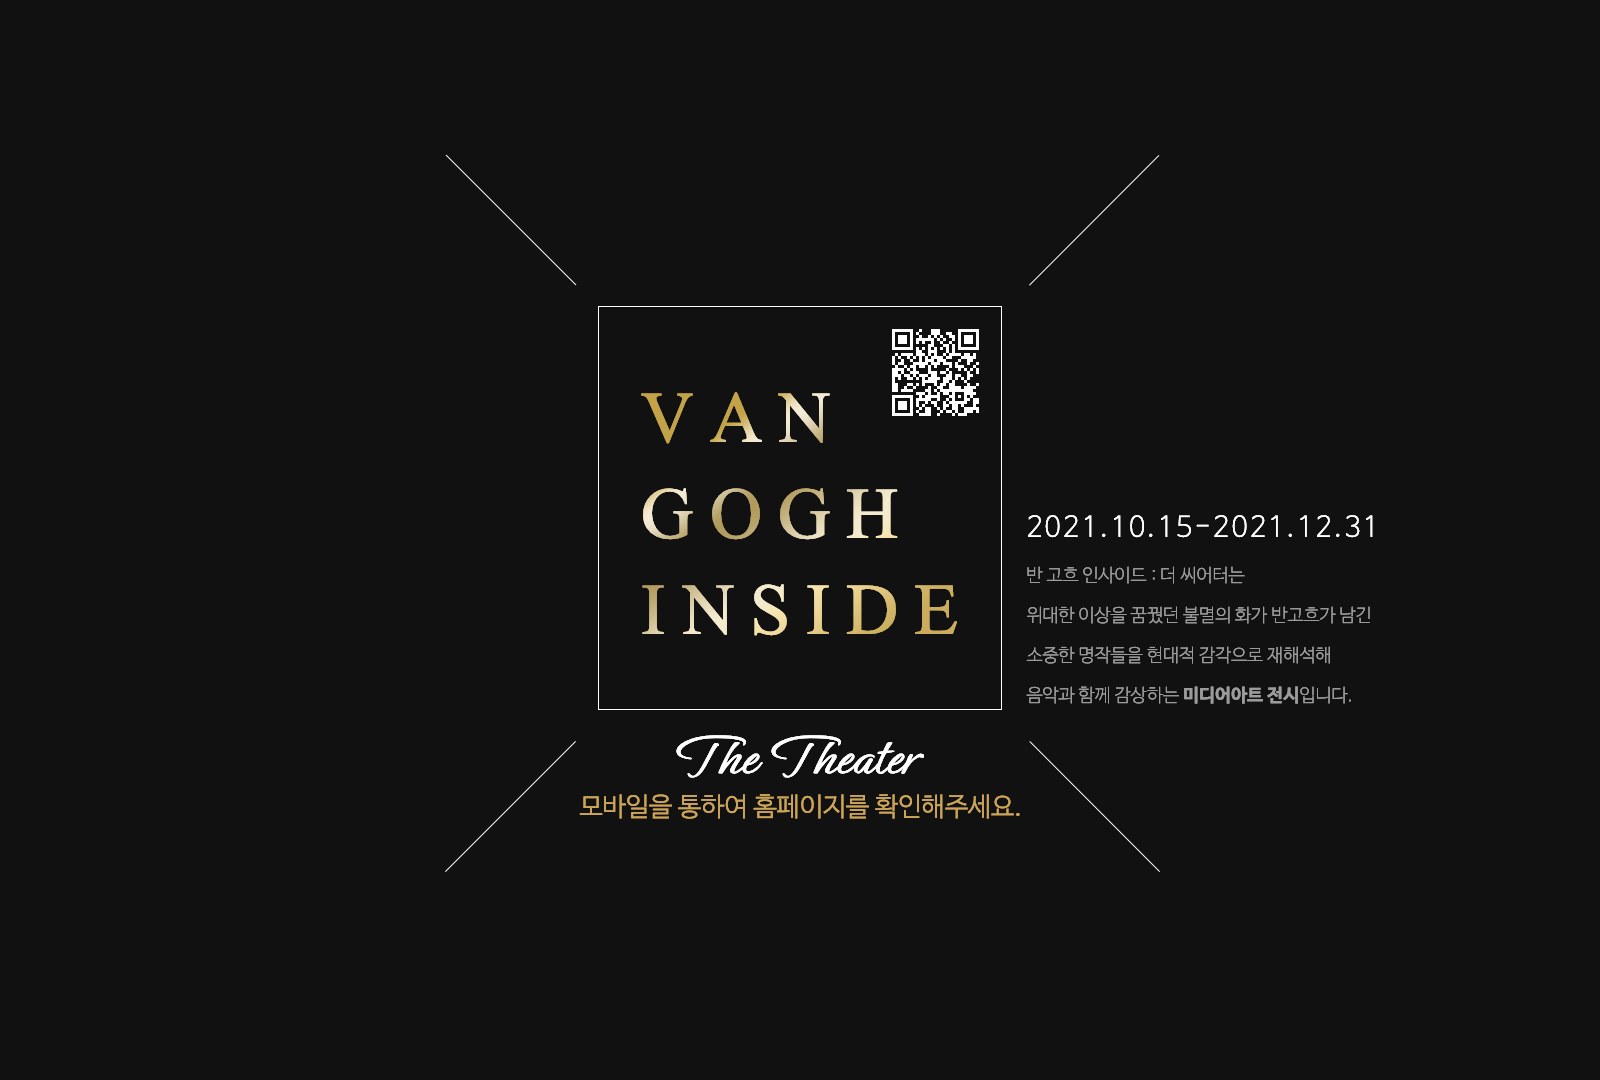 VAN
GOGH
INSIDE
2021.10.15-2021.12.31
반 고흐 인사이드 : 더 씨어터는
위대한 이상을 꿈꿨던 불멸의 화가 반고흐가 남긴
소중한 명작들을 현대적 감각으로 재해석해
음악과 함께 감상하는 미디어아트 전시입니다.
The Theater
모바일을 통하여 홈페이지를 확인해주세요.